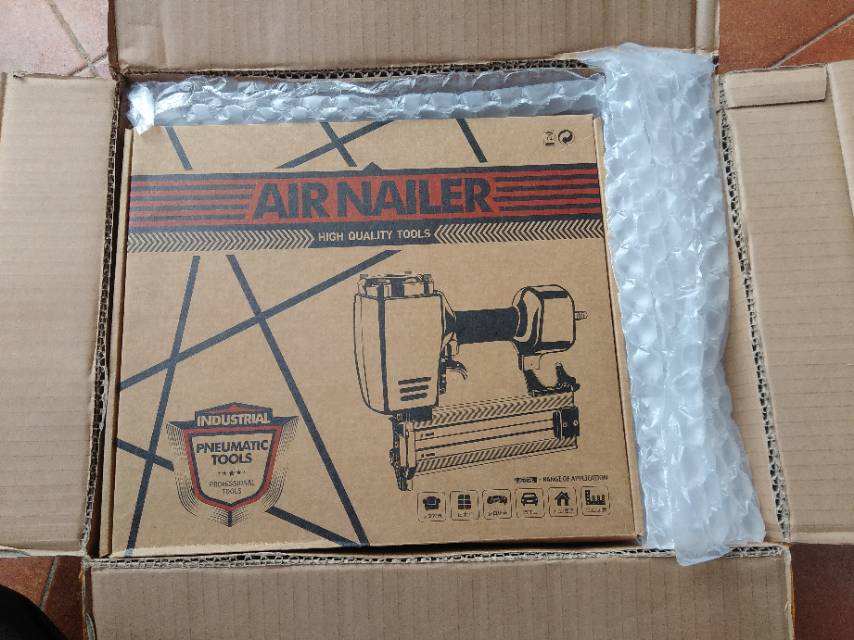 AIR NAILER
HIGH QUALITY TOOLS
INDUSTRIAL
PNEUMATIC
TOOLS
PROFESSIONAL
TOOLS
RANGE OF APPLICATION